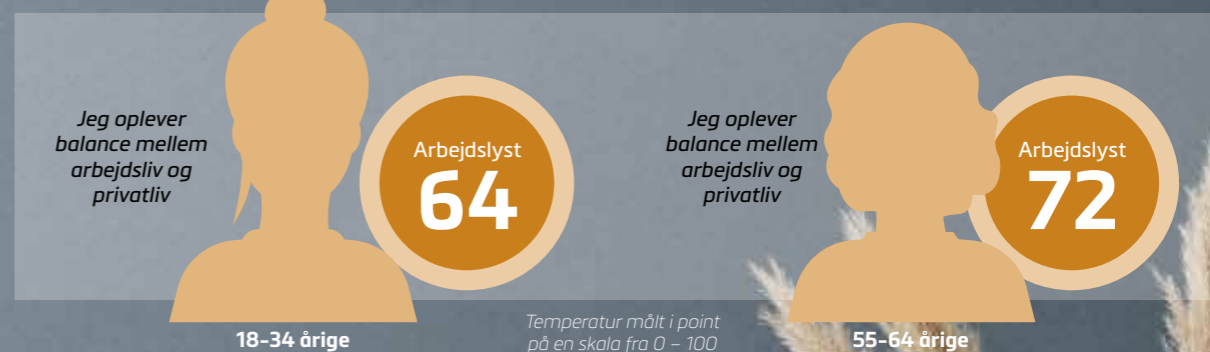 Jeg oplever
balance mellem
arbejdsliv og
privatliv
Arbejdslyst
64
18-34 årige
Jeg oplever
balance mellem
arbejdsliv og
privatliv
Arbejdslyst
72
55-64 årige
Temperatur målt i point
på en skala fra 0 – 100